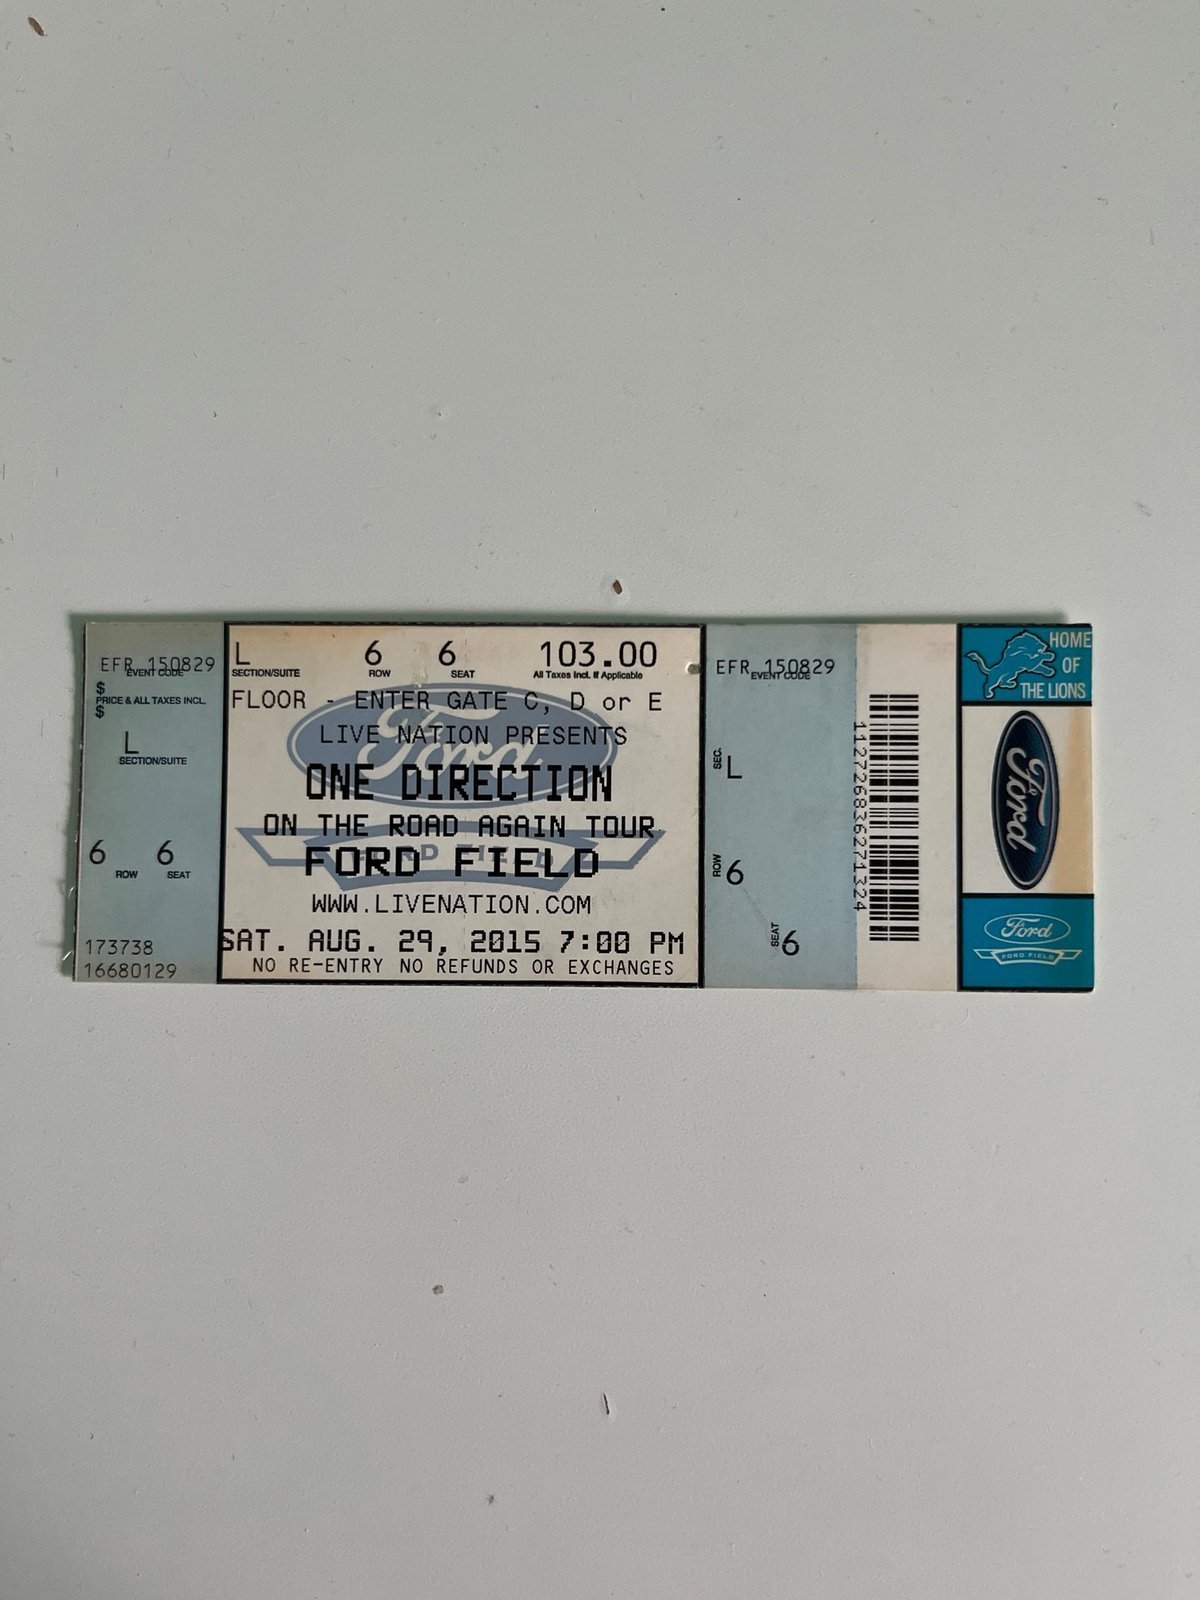 EFR 150829
EVENT CODE
$
PRICE & ALL TAXES INCL.
$
L
SECTION/SUITE
6 6
ROW SEAT
173738
16680129
L 6 6 103.00
SECTION/SUITE ROW SEAT All Taxes Incl. If Applicable
FLOOR - ENTER GATE C, D or E
LIVE NATION PRESENTS
Ford
ONE DIRECTION
ON THE ROAD AGAIN TOUR
FORD FIELD
FORD FIELD
WWW.LIVENATION.COM
SAT. AUG. 29, 2015 7:00 PM
NO RE-ENTRY NO REFUNDS OR EXCHANGES
EFR 150829
EVENT CODE
SEC. L
ROW 6
SEAT 6
112726836271324
HOME
OF
THE LIONS
Ford
Ford
FORD FIELD